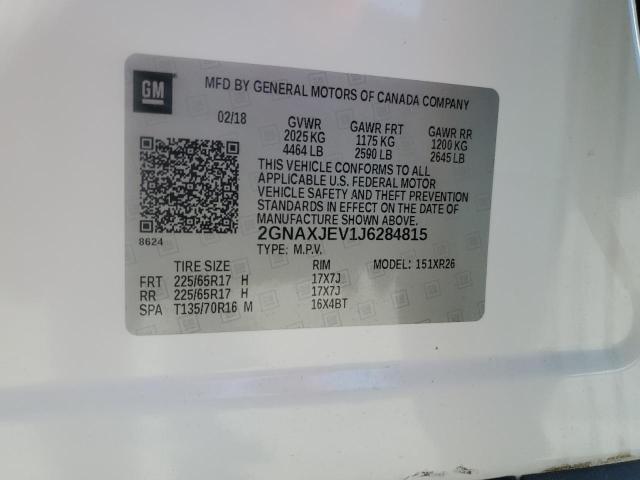 GM
MFD BY GENERAL MOTORS OF CANADA COMPANY
02/18 GVWR GAWR FRT GAWR RR
2025 KG 1175 KG 1200 KG
4464 LB 2590 LB 2645 LB
THIS VEHICLE CONFORMS TO ALL
APPLICABLE U.S. FEDERAL MOTOR
VEHICLE SAFETY AND THEFT PREVENTION
STANDARDS IN EFFECT ON THE DATE OF
MANUFACTURE SHOWN ABOVE.
8624 2GNAXJEV1J6284815
TYPE: M.P.V.
TIRE SIZE RIM MODEL: 1XR26
FRT 225/65R17 H 17X7J
RR 225/65R17 H 17X7J
SPA T135/70R16 M 16X4BT